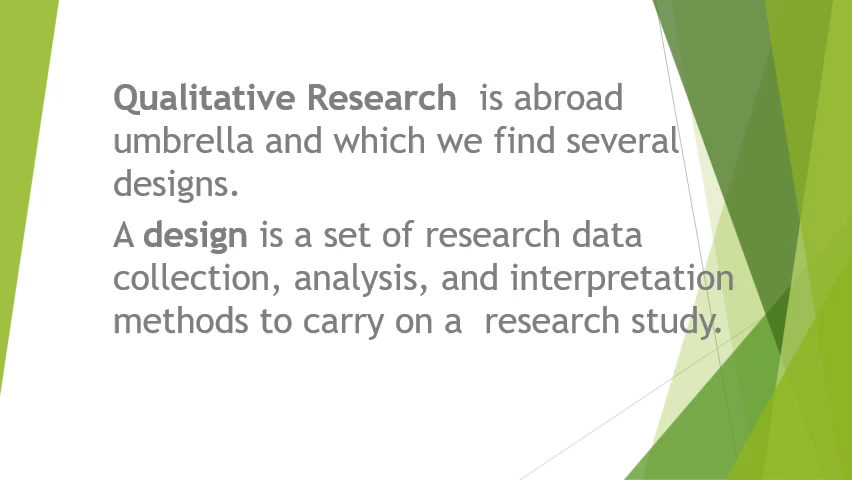 Qualitative Research  is abroad
umbrella and which we find several
designs.
A design is a set of research data
collection, analysis, and interpretation
methods to carry on a  research study.